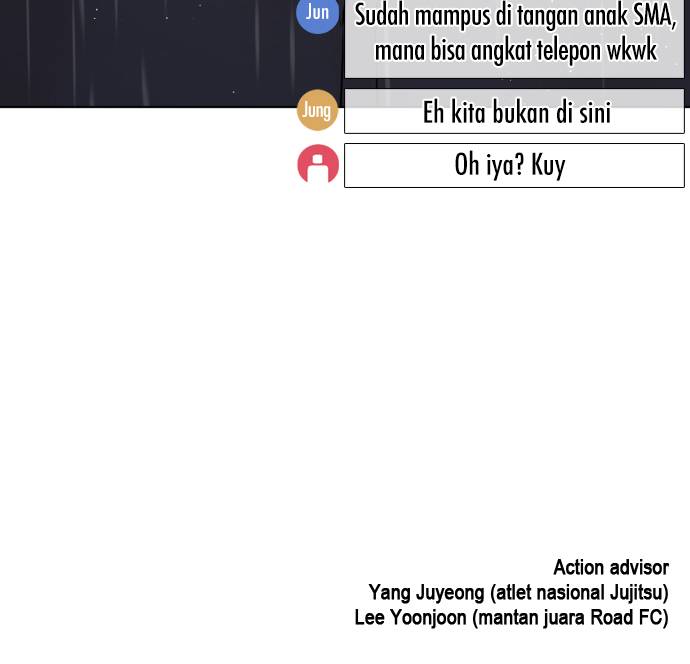 Jun
Sudah mampus di tangan anak SMA,
mana bisa angkat telepon wkwk
Jung
Eh kita bukan di sini
Oh iya? Kuy
Action advisor
Yang Juyeong (atlet nasional Jujitsu)
Lee Yoonjoon (mantan juara Road FC)